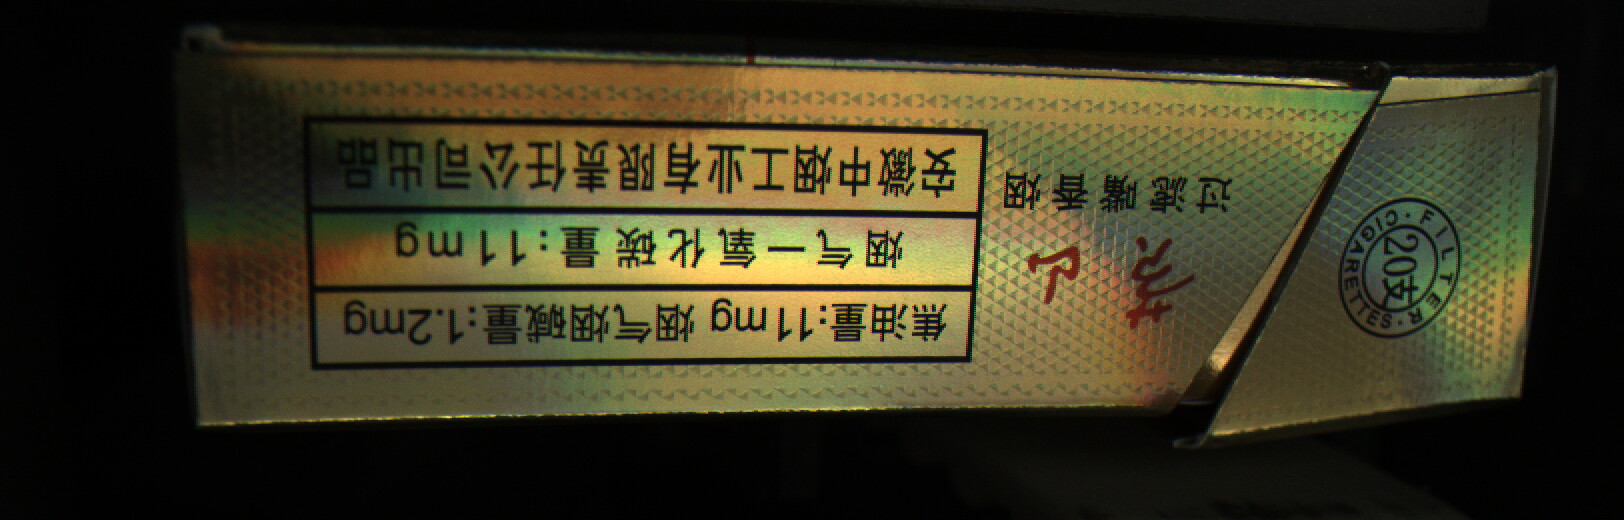 焦油量:11mg 烟气烟碱量:1.2mg
烟气一氧化碳量:11mg
安徽中烟工业有限责任公司出品
黄山
过滤嘴香烟
FILTER · CIGARETTES ·
20支